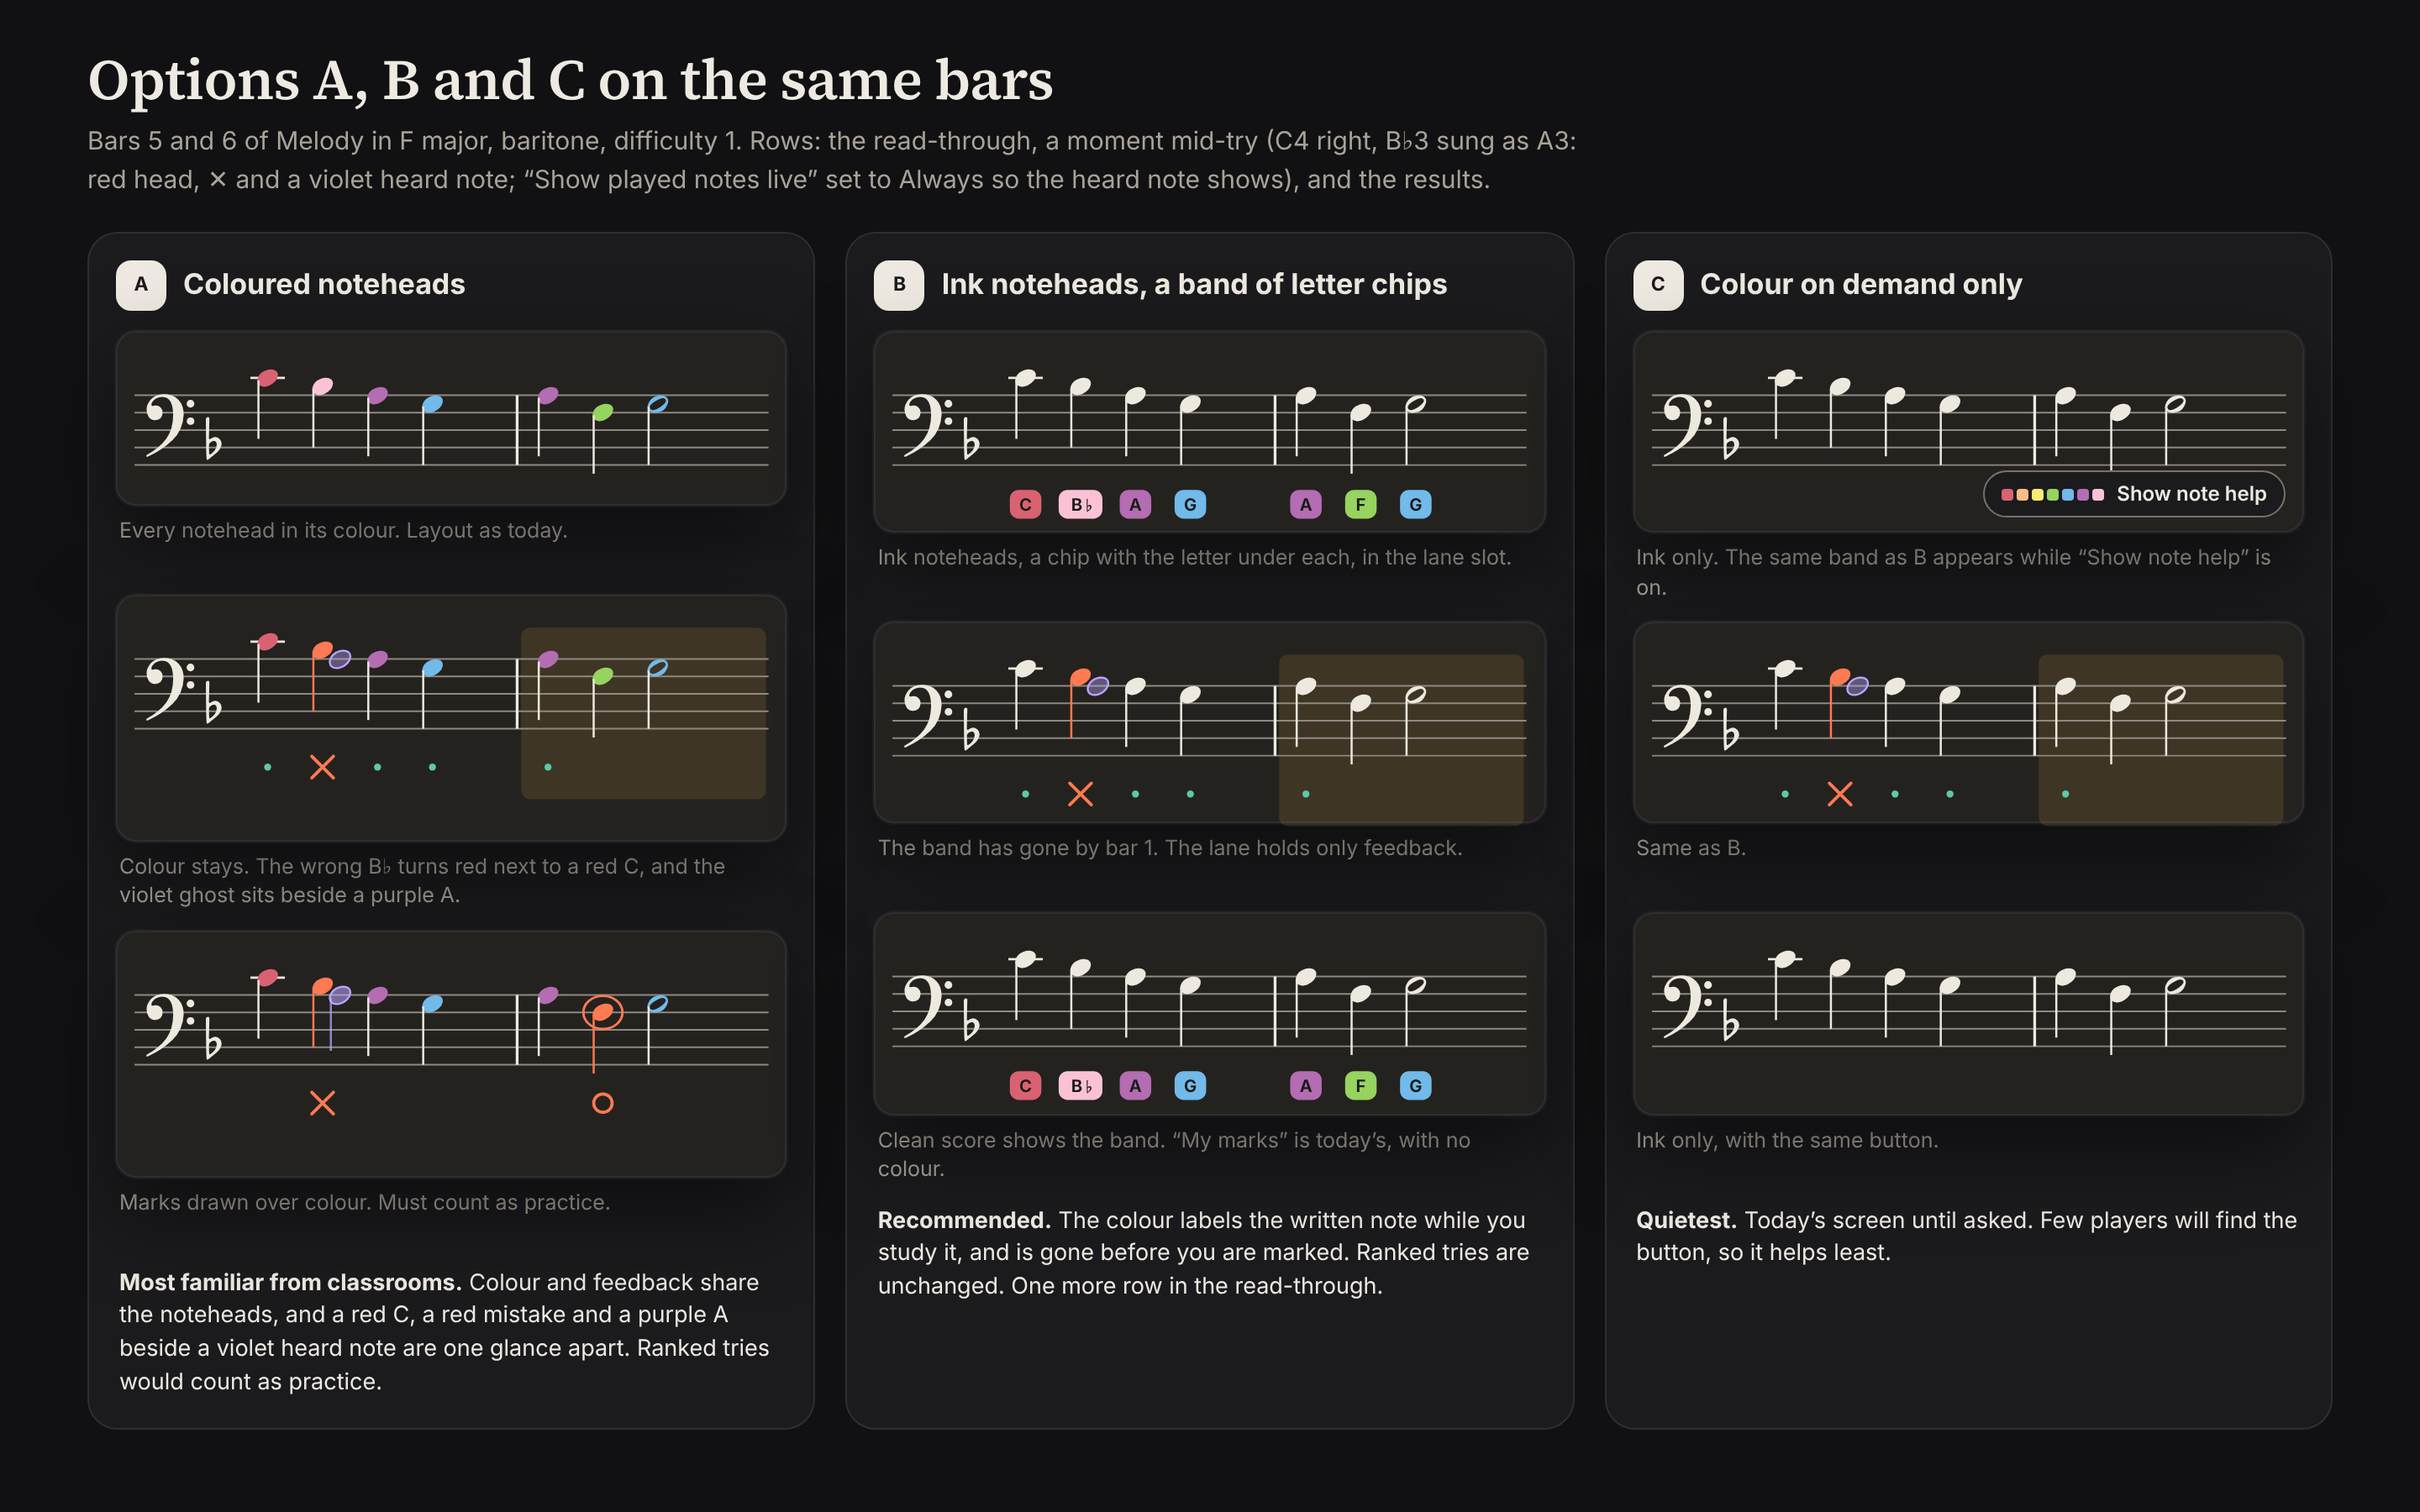 Options A, B and C on the same bars
Bars 5 and 6 of Melody in F major, baritone, difficulty 1. Rows: the read-through, a moment mid-try (C4 right, B♭3 sung as A3:
red head, ✕ and a violet heard note; “Show played notes live” set to Always so the heard note shows), and the results.
A
Coloured noteheads
Every notehead in its colour. Layout as today.
Colour stays. The wrong B♭ turns red next to a red C, and the
violet ghost sits beside a purple A.
Marks drawn over colour. Must count as practice.
Most familiar from classrooms. Colour and feedback share
the noteheads, and a red C, a red mistake and a purple A
beside a violet heard note are one glance apart. Ranked tries
would count as practice.
B
Ink noteheads, a band of letter chips
C B♭ A G A F G
Ink noteheads, a chip with the letter under each, in the lane slot.
The band has gone by bar 1. The lane holds only feedback.
C B♭ A G A F G
Clean score shows the band. “My marks” is today’s, with no
colour.
Recommended. The colour labels the written note while you
study it, and is gone before you are marked. Ranked tries are
unchanged. One more row in the read-through.
C
Colour on demand only
Show note help
Ink only. The same band as B appears while “Show note help” is
on.
Same as B.
Ink only, with the same button.
Quietest. Today’s screen until asked. Few players will find the
button, so it helps least.